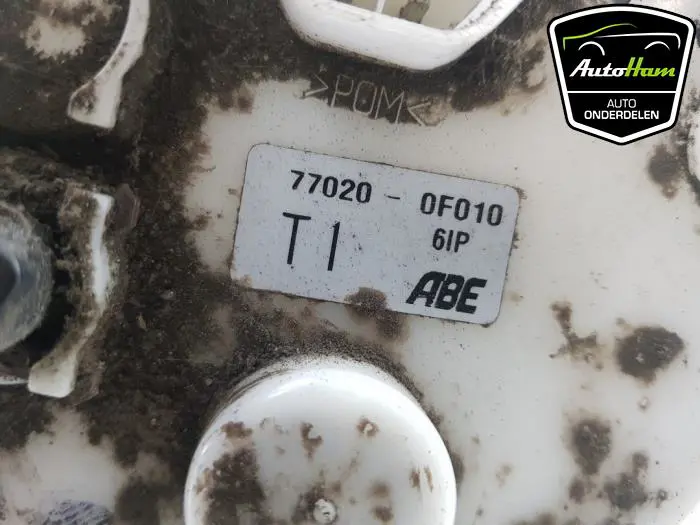 AutoHam
AUTO
ONDERDELEN
>POM<
77020 - 0F010
T1 6IP
ABE